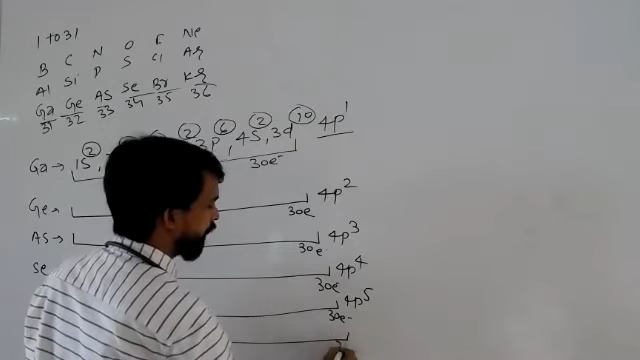 1 to 31
B C N O F Ne
Al Si P S Cl Ar
Ga Ge As Se Br Kr
31 32 33 34 35 36
Ga → 1S, 2 2 3P, 6 4S, 2 3d 10 4p¹
30e⁻
Ge → 4p²
30e⁻
AS → 4p³
30e⁻
Se 4p⁴
30e⁻
4p⁵
30e⁻